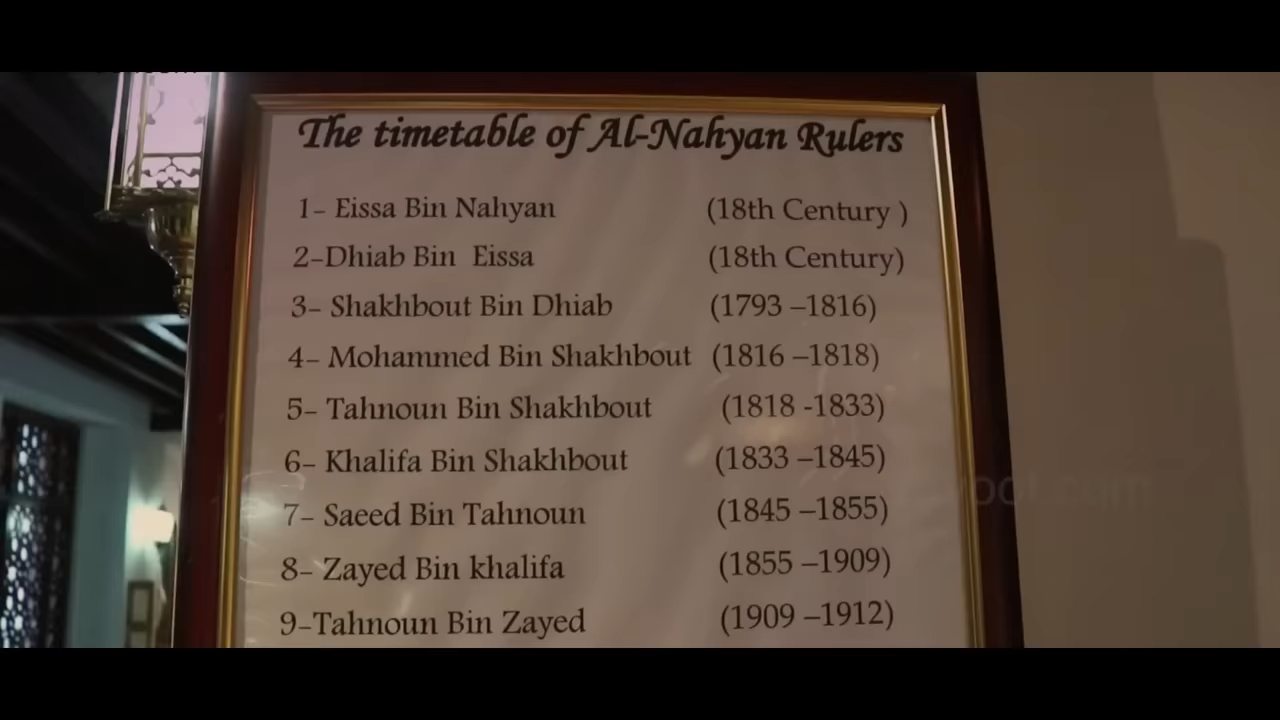 The timetable of Al-Nahyan Rulers
1- Eissa Bin Nahyan (18th Century )
2-Dhiab Bin Eissa (18th Century)
3- Shakhbout Bin Dhiab (1793 –1816)
4- Mohammed Bin Shakhbout (1816 –1818)
5- Tahnoun Bin Shakhbout (1818 -1833)
6- Khalifa Bin Shakhbout (1833 –1845)
7- Saeed Bin Tahnoun (1845 –1855)
8- Zayed Bin khalifa (1855 –1909)
9-Tahnoun Bin Zayed (1909 –1912)